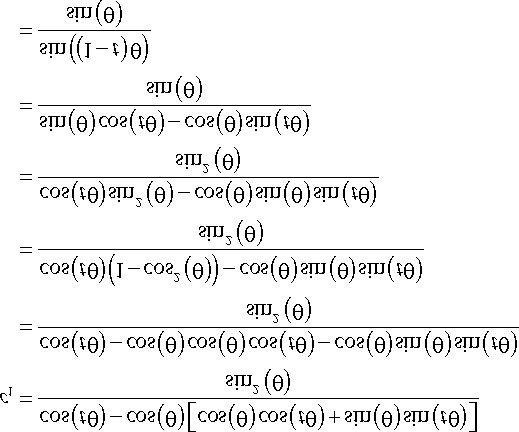 c₁ = (cos(tθ) − cos(θ)[cos(θ)cos(tθ) + sin(θ)sin(tθ)]) / sin²(θ)
= (cos(tθ) − cos(θ)cos(θ)cos(tθ) − cos(θ)sin(θ)sin(tθ)) / sin²(θ)
= (cos(tθ)(1 − cos²(θ)) − cos(θ)sin(θ)sin(tθ)) / sin²(θ)
= (cos(tθ)sin²(θ) − cos(θ)sin(θ)sin(tθ)) / sin²(θ)
= (sin(θ)cos(tθ) − cos(θ)sin(tθ)) / sin(θ)
= sin((1 − t)θ) / sin(θ)